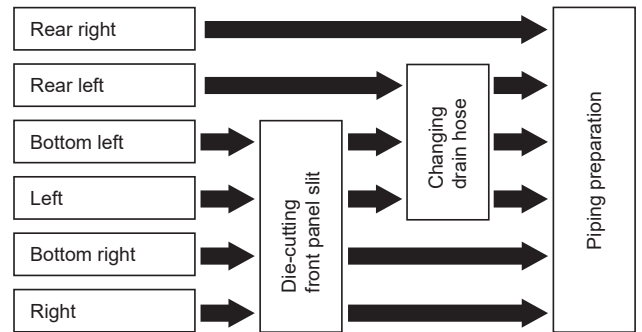 Rear right
Rear left
Bottom left
Left
Bottom right
Right
Die-cutting
front panel slit
Changing
drain hose
Piping preparation